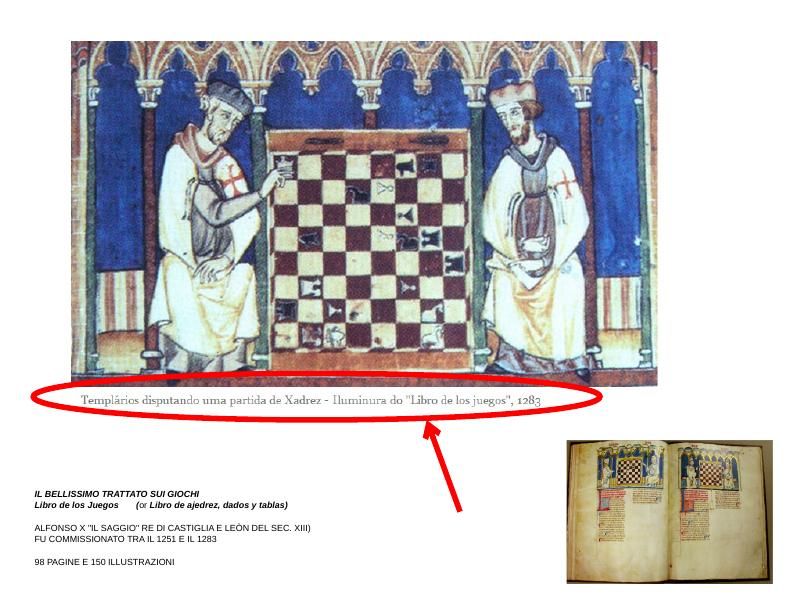 Templários disputando uma partida de Xadrez - Iluminura do "Libro de los juegos", 1283
IL BELLISSIMO TRATTATO SUI GIOCHI
Libro de los Juegos (or Libro de ajedrez, dados y tablas)
ALFONSO X "IL SAGGIO" RE DI CASTIGLIA E LEÒN DEL SEC. XIII)
FU COMMISIONATO TRA IL 1251 E IL 1283
98 PAGINE E 150 ILLUSTRAZIONI